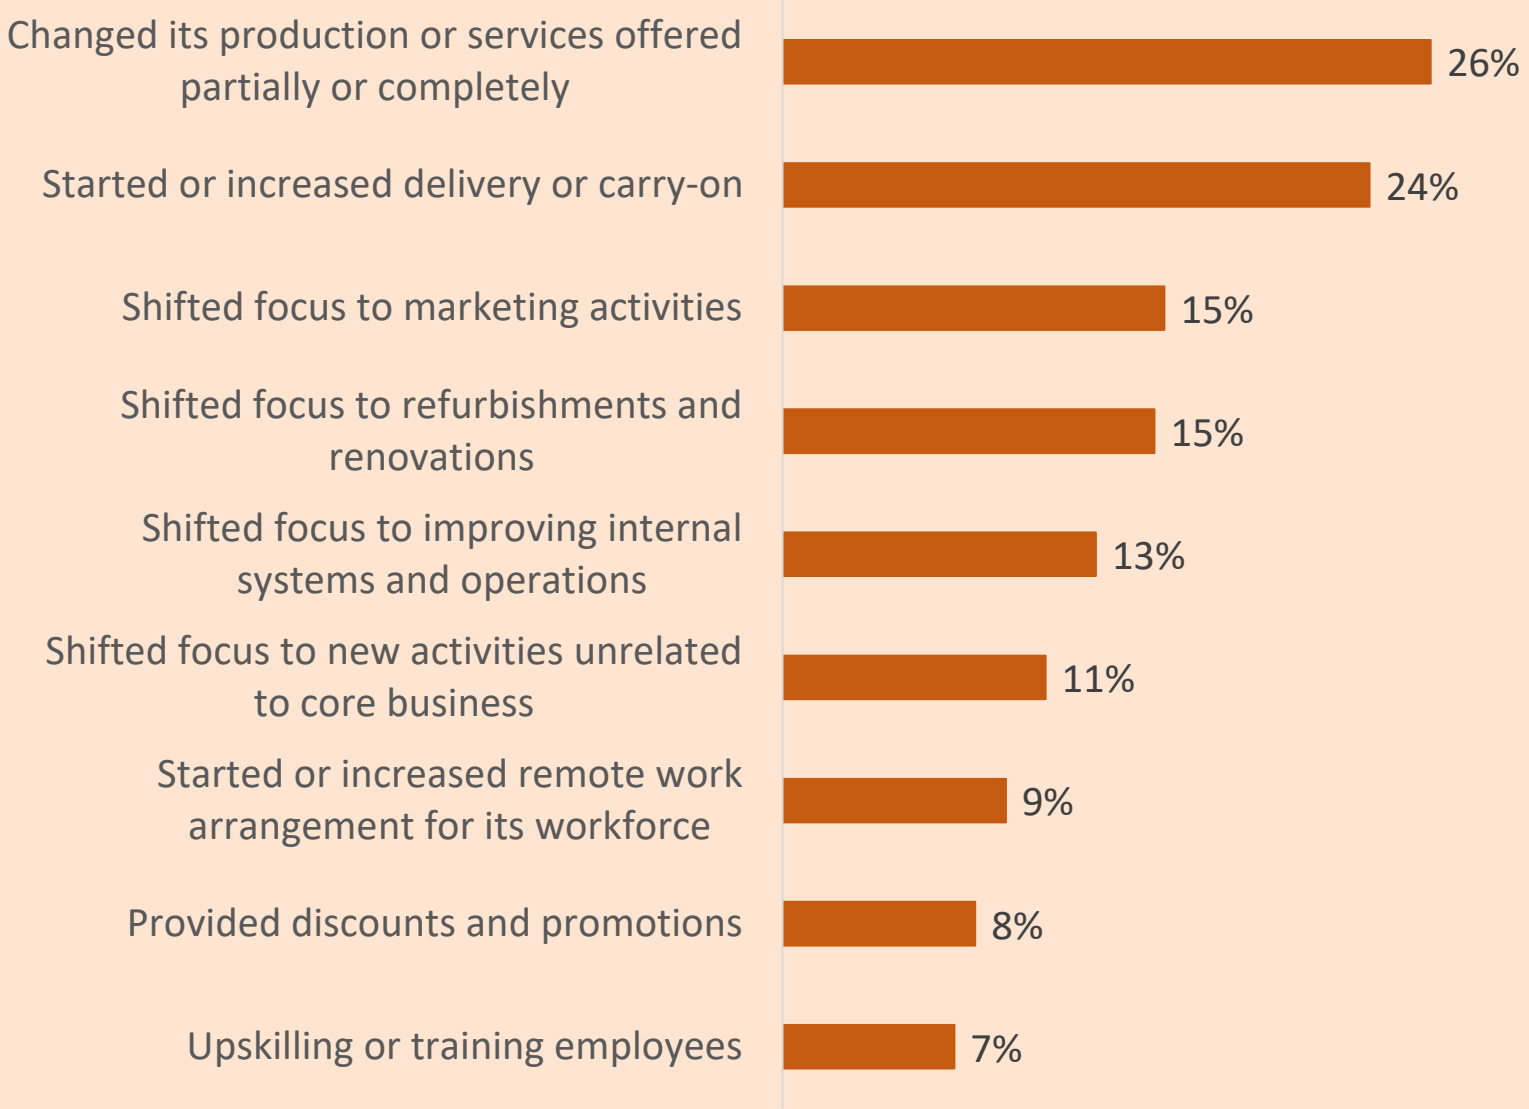 Changed its production or services offered
partially or completely
26%
Started or increased delivery or carry-on
24%
Shifted focus to marketing activities
15%
Shifted focus to refurbishments and
renovations
15%
Shifted focus to improving internal
systems and operations
13%
Shifted focus to new activities unrelated
to core business
11%
Started or increased remote work
arrangement for its workforce
9%
Provided discounts and promotions
8%
Upskilling or training employees
7%